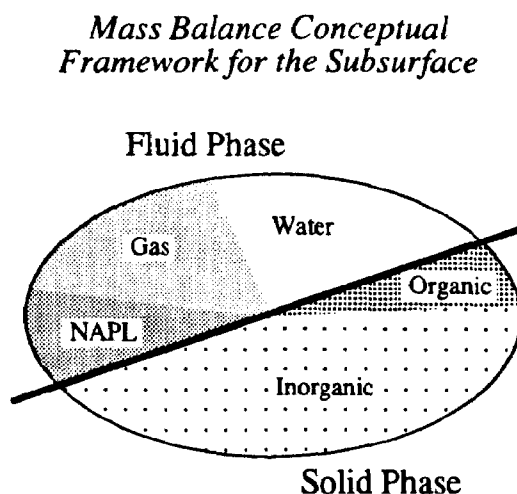 Mass Balance Conceptual
Framework for the Subsurface
Fluid Phase
Water
Gas
Organic
NAPL
Inorganic
Solid Phase